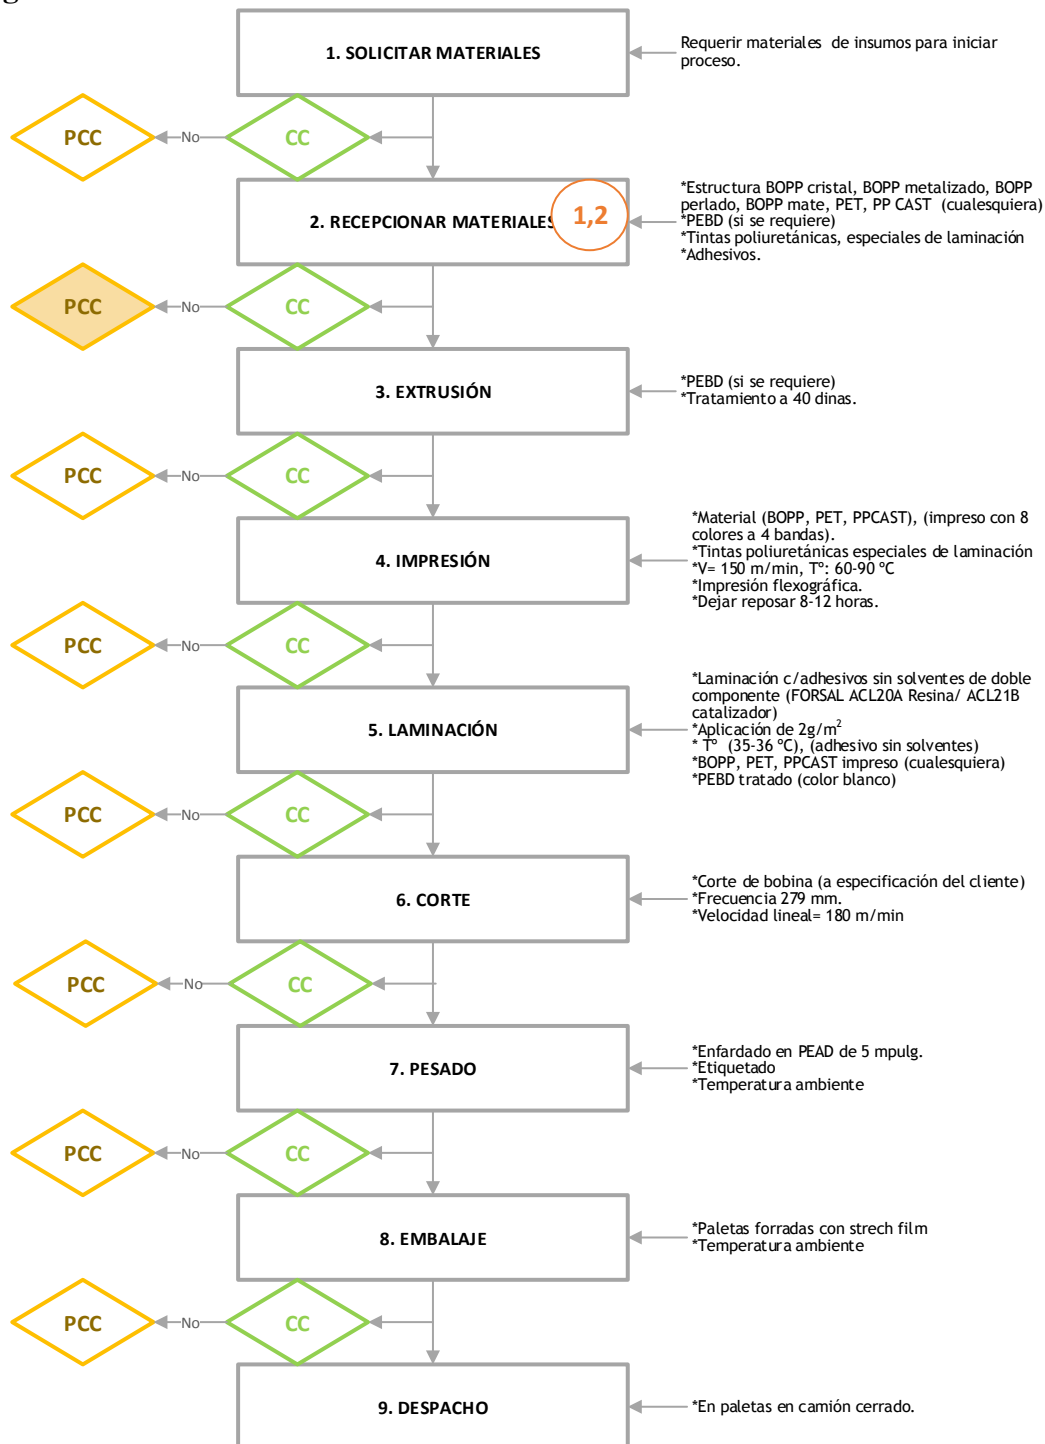 g
1. SOLICITAR MATERIALES
Requerir materiales de insumos para iniciar
proceso.
PCC
No
CC
2. RECEPCIONAR MATERIALES
1,2
*Estructura BOPP cristal, BOPP metalizado, BOPP
perlado, BOPP mate, PET, PP CAST (cualesquiera)
*PEBD (si se requiere)
*Tintas poliuretánicas, especiales de laminación
*Adhesivos.
PCC
No
CC
3. EXTRUSIÓN
*PEBD (si se requiere)
*Tratamiento a 40 dinas.
PCC
No
CC
4. IMPRESIÓN
*Material (BOPP, PET, PPCAST), (impreso con 8
colores a 4 bandas).
*Tintas poliuretánicas especiales de laminación
*V= 150 m/min, Tº: 60-90 ºC
*Impresión flexográfica.
*Dejar reposar 8-12 horas.
PCC
No
CC
5. LAMINACIÓN
*Laminación c/adhesivos sin solventes de doble
componente (FORSAL ACL20A Resina/ ACL21B
catalizador)
*Aplicación de 2g/m²
* Tº (35-36 ºC), (adhesivo sin solventes)
*BOPP, PET, PPCAST impreso (cualesquiera)
*PEBD tratado (color blanco)
PCC
No
CC
6. CORTE
*Corte de bobina (a especificación del cliente)
*Frecuencia 279 mm.
*Velocidad lineal= 180 m/min
PCC
No
CC
7. PESADO
*Enfardado en PEAD de 5 mpulg.
*Etiquetado
*Temperatura ambiente
PCC
No
CC
8. EMBALAJE
*Paletas forradas con strech film
*Temperatura ambiente
PCC
No
CC
9. DESPACHO
*En paletas en camión cerrado.